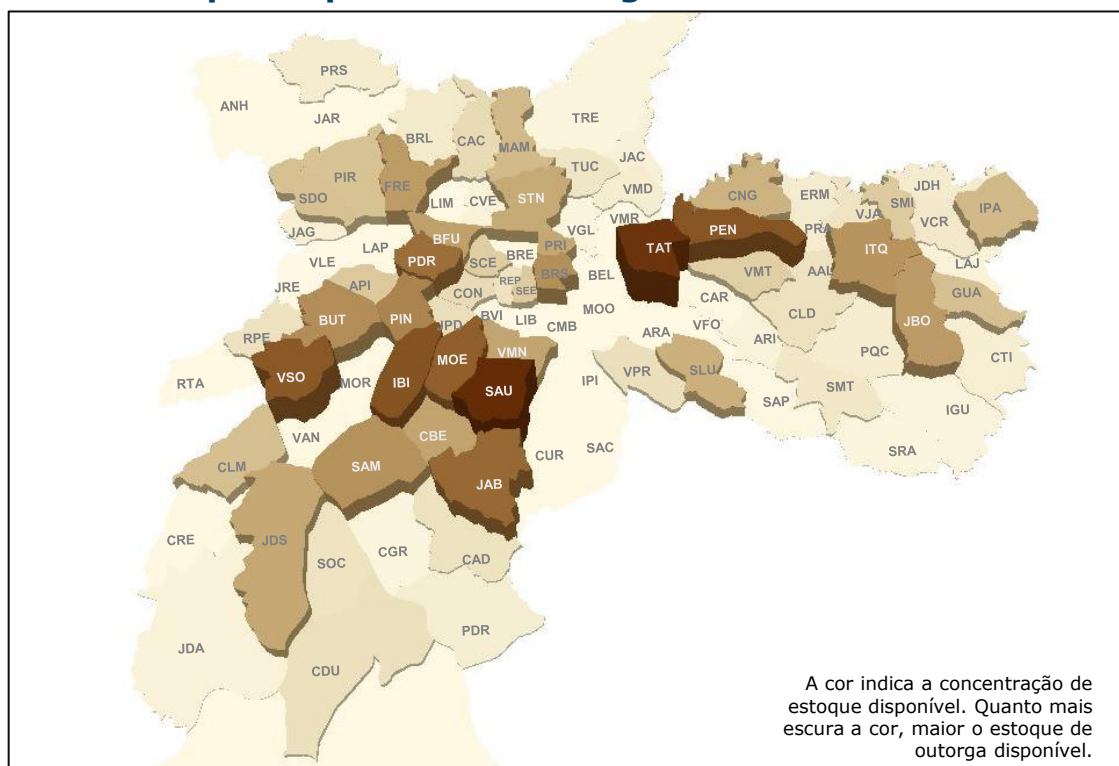 PRS
ANH
JAR
TRE
BRL
CAC
MAM
TUC
JAC
PIR
FRE
VMD
SDO
LIM
CVE
STN
CNG
ERM
JDH
SMI
IPA
VJA
VCR
JAG
VMR
VGL
PRA
PEN
TAT
LAP
BFU
PRI
ITQ
VLE
PDR
SCE
BRE
BEL
VMT
AAL
LAJ
JRE
API
CON
REP
SEE
BRS
CAR
CLD
GUA
BUT
PIN
JPD
BVI
LIB
CMB
MOO
ARA
VFO
ARI
JBO
RPE
MOE
VMN
PQC
CTI
RTA
VSO
MOR
IBI
SAU
IPI
VPR
SLU
SMT
SAP
IGU
VAN
CBE
CLM
SAM
CUR
SAC
SRA
JAB
CRE
JDS
SOC
CGR
CAD
PDR
JDA
CDU
A cor indica a concentração de
estoque disponível. Quanto mais
escura a cor, maior o estoque de
outorga disponível.